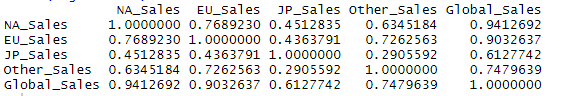 NA_Sales EU_Sales JP_Sales Other_Sales Global_Sales
NA_Sales 1.0000000 0.7689230 0.4512835 0.6345184 0.9412692
EU_Sales 0.7689230 1.0000000 0.4363791 0.7262563 0.9032637
JP_Sales 0.4512835 0.4363791 1.0000000 0.2905592 0.6127742
Other_Sales 0.6345184 0.7262563 0.2905592 1.0000000 0.7479639
Global_Sales 0.9412692 0.9032637 0.6127742 0.7479639 1.0000000